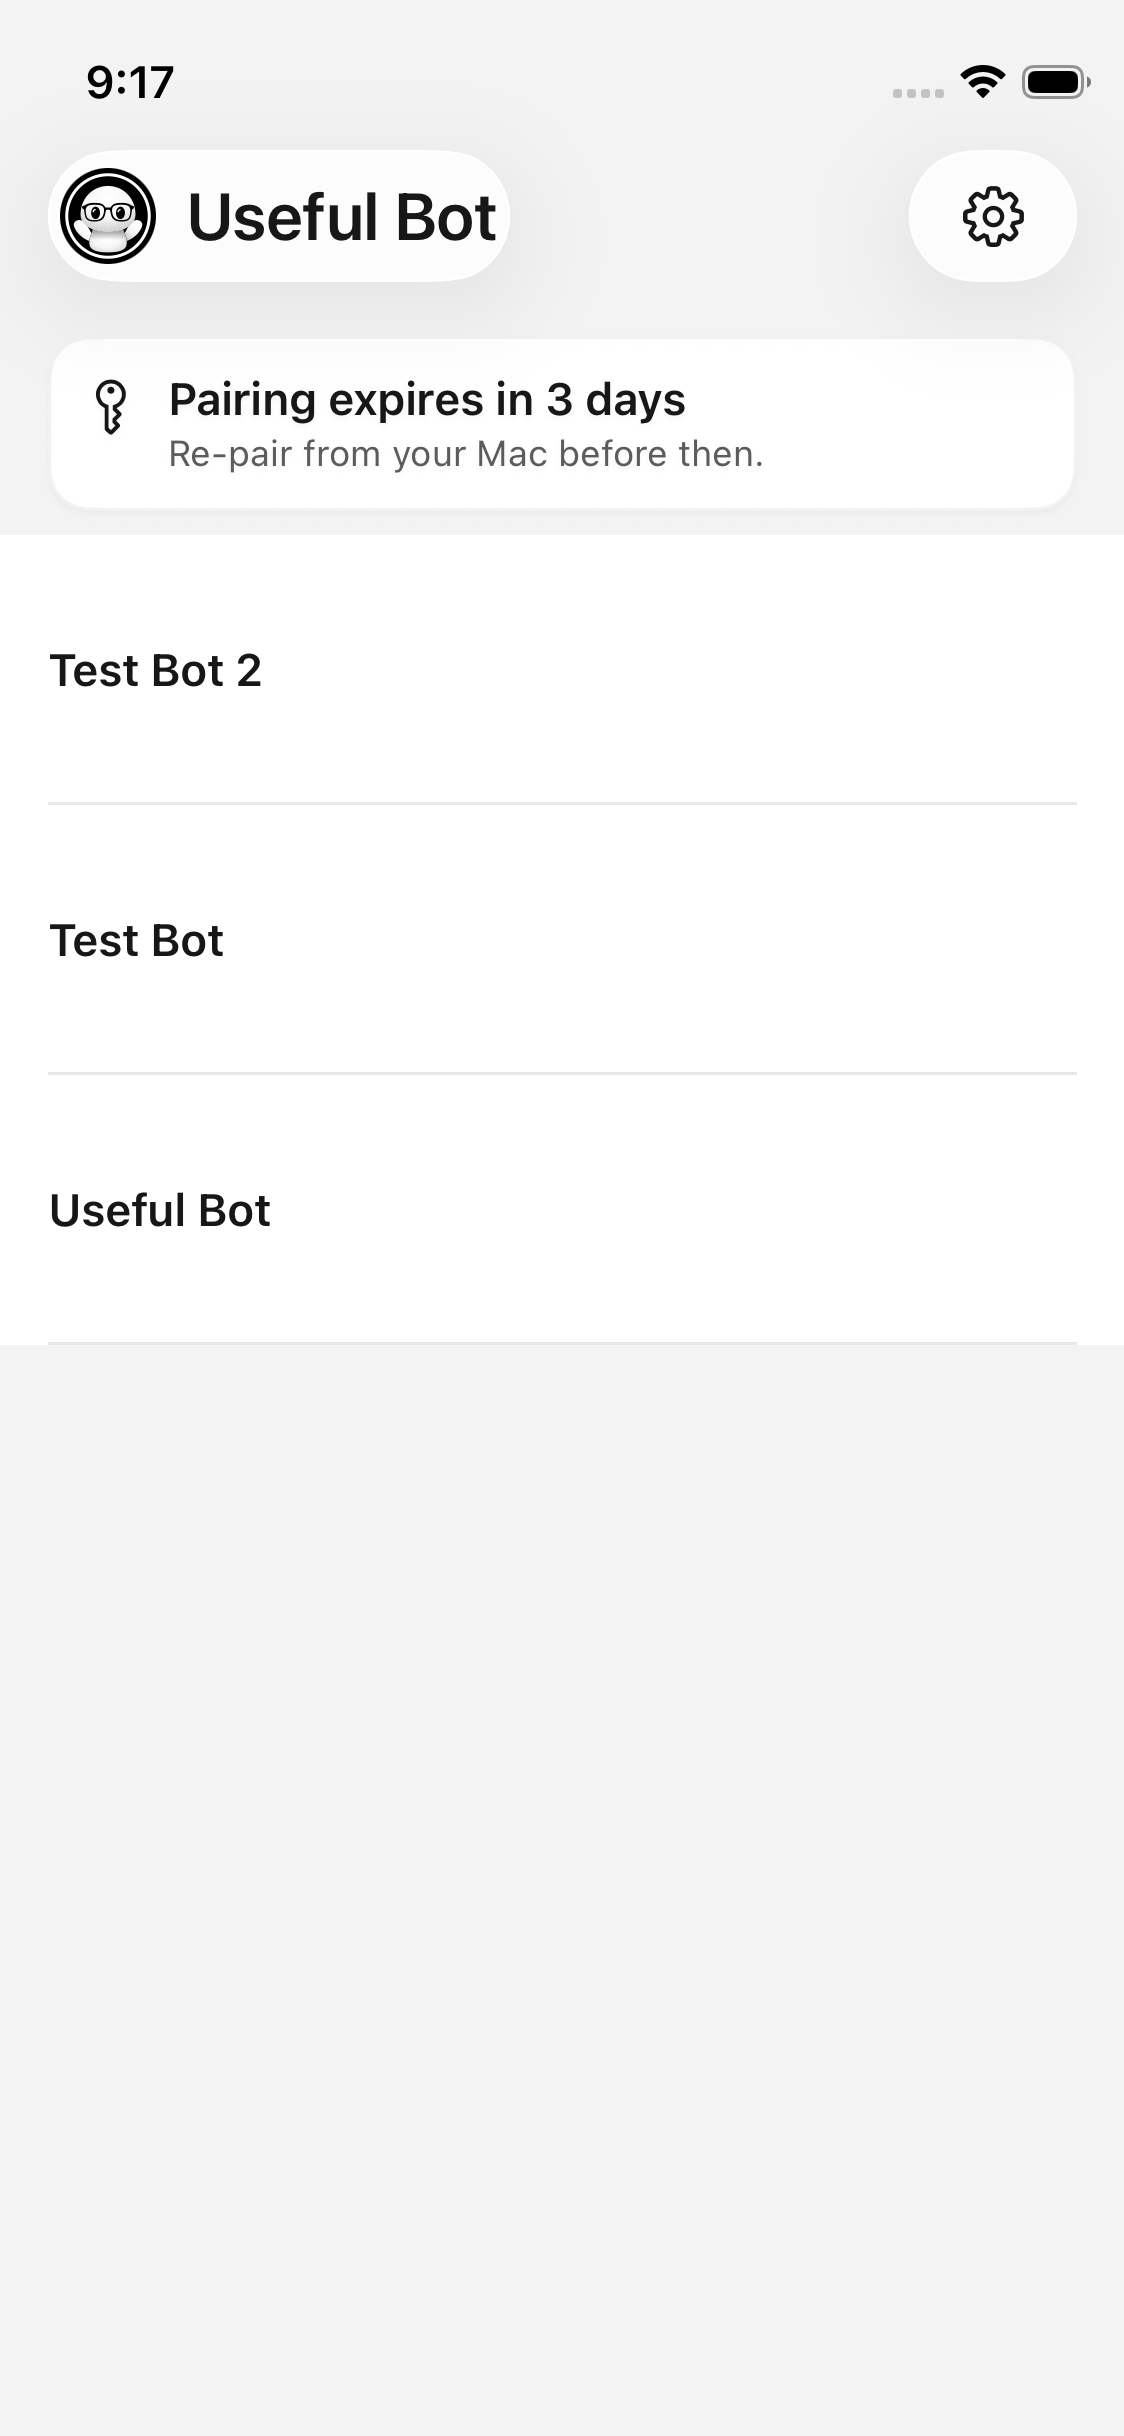 9:17
Useful Bot
Pairing expires in 3 days
Re-pair from your Mac before then.
Test Bot 2
Test Bot
Useful Bot